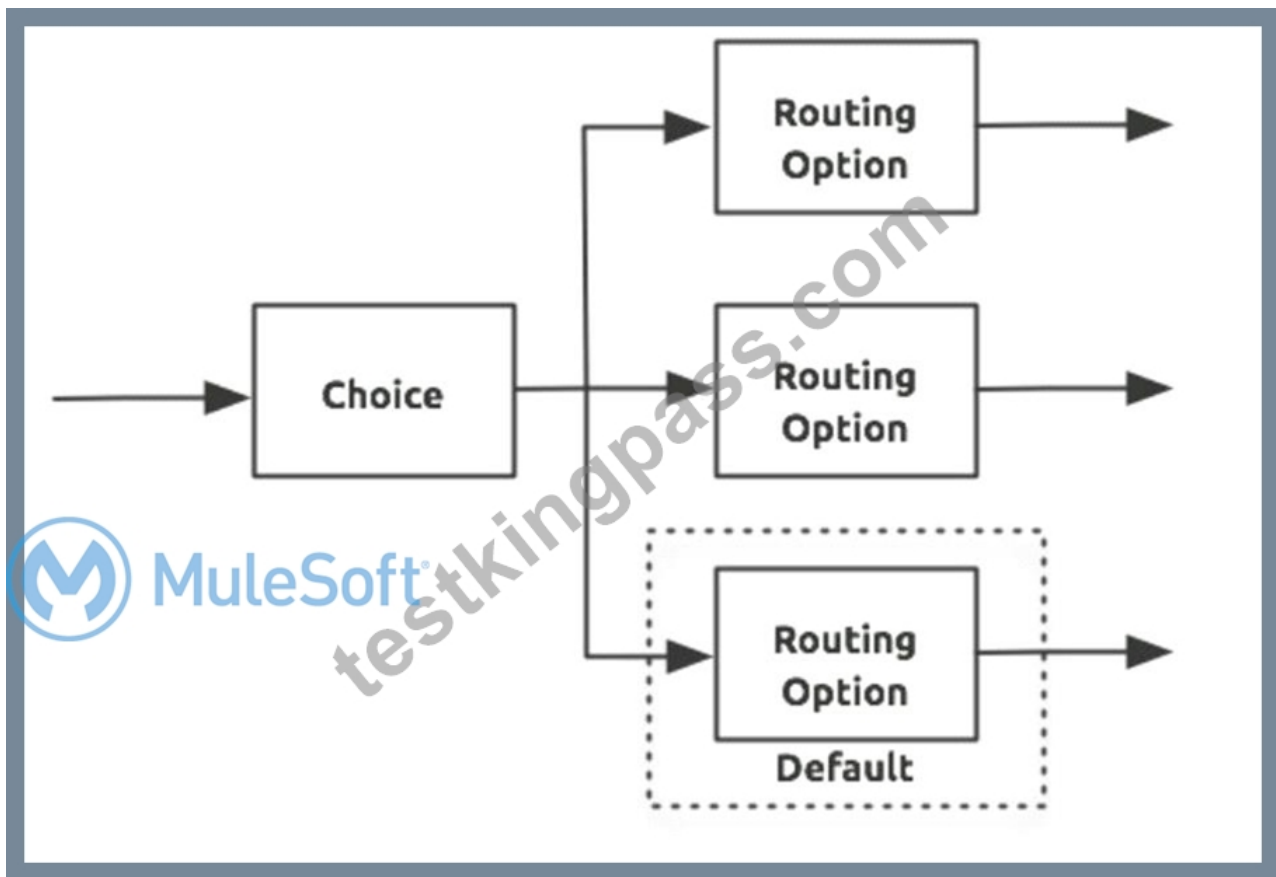 Routing
Option
Choice
Routing
Option
MuleSoft
testkingpass.com
Routing
Option
Default